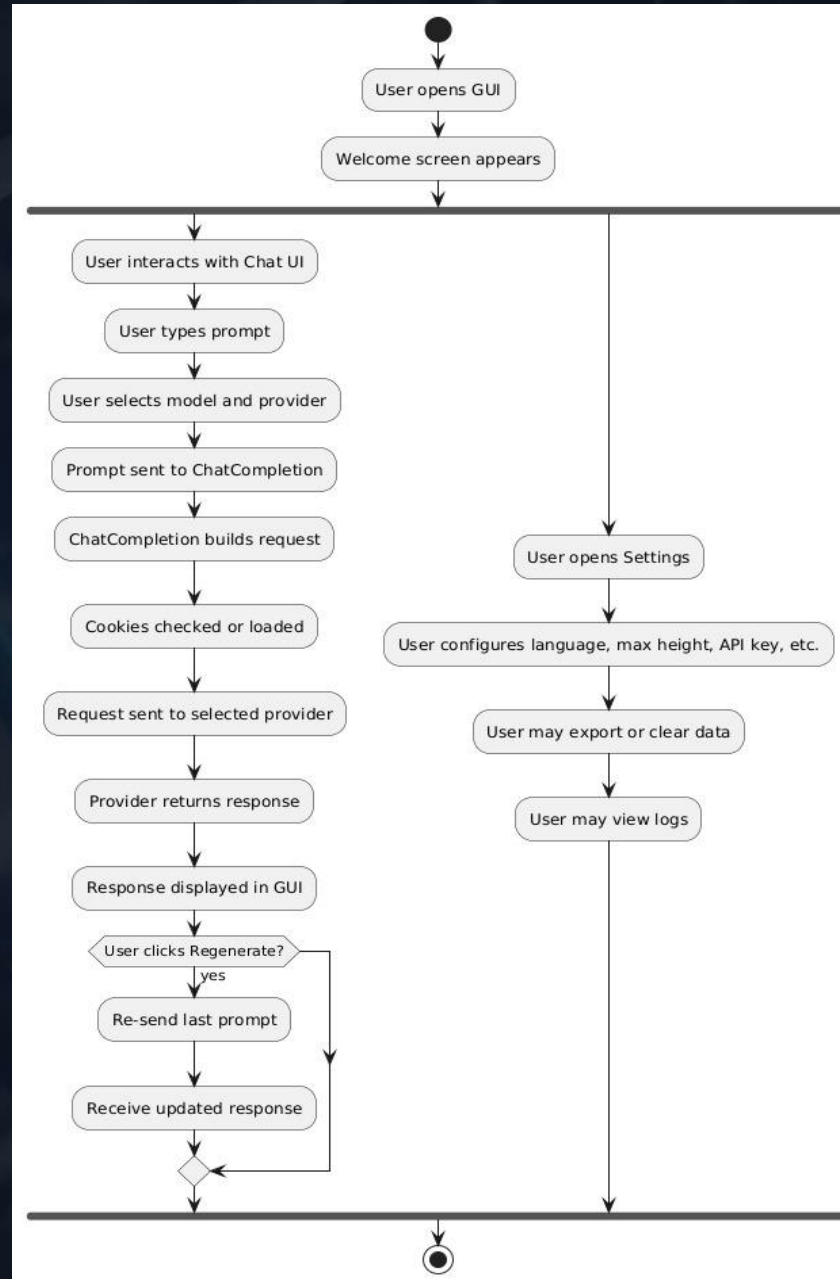 User opens GUI
Welcome screen appears
User interacts with Chat UI
User types prompt
User selects model and provider
Prompt sent to ChatCompletion
ChatCompletion builds request
Cookies checked or loaded
Request sent to selected provider
Provider returns response
Response displayed in GUI
User clicks Regenerate?
yes
Re-send last prompt
Receive updated response
User opens Settings
User configures language, max height, API key, etc.
User may export or clear data
User may view logs